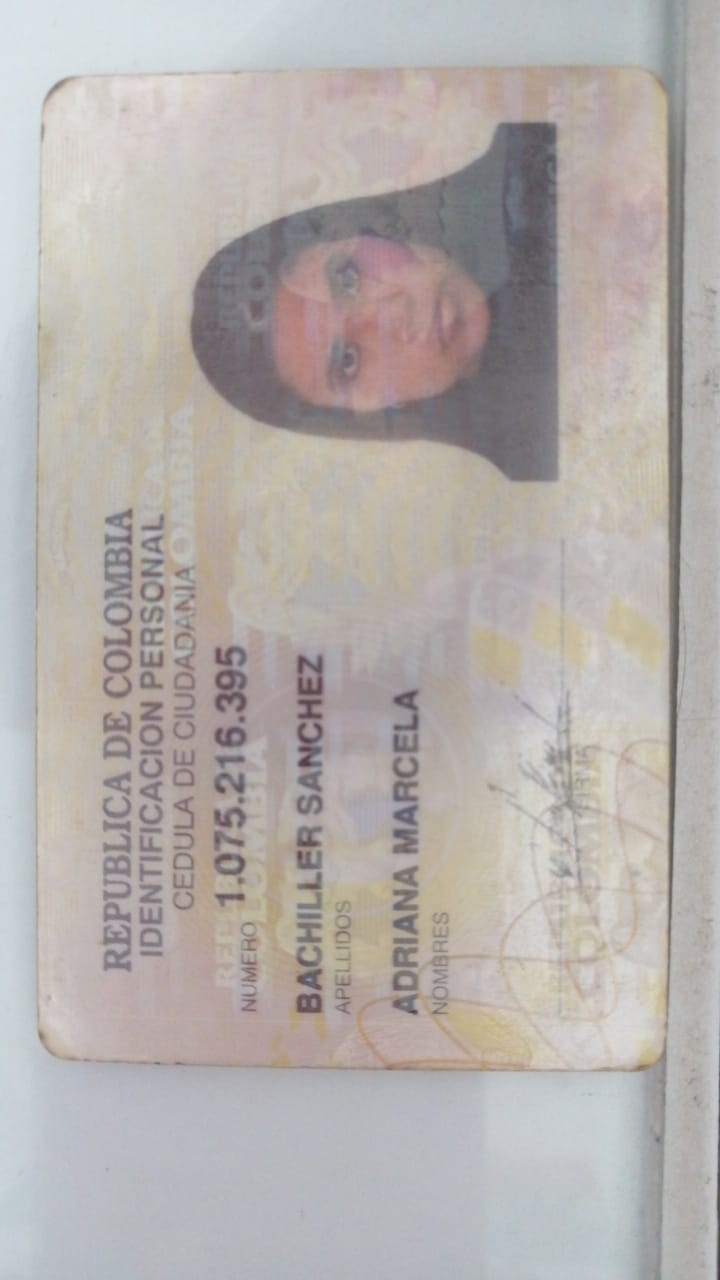 REPUBLICA DE COLOMBIA
IDENTIFICACION PERSONAL
CEDULA DE CIUDADANIA
NUMERO 1.075.216.395
BACHILLER SANCHEZ
APELLIDOS
ADRIANA MARCELA
NOMBRES
FIRMA